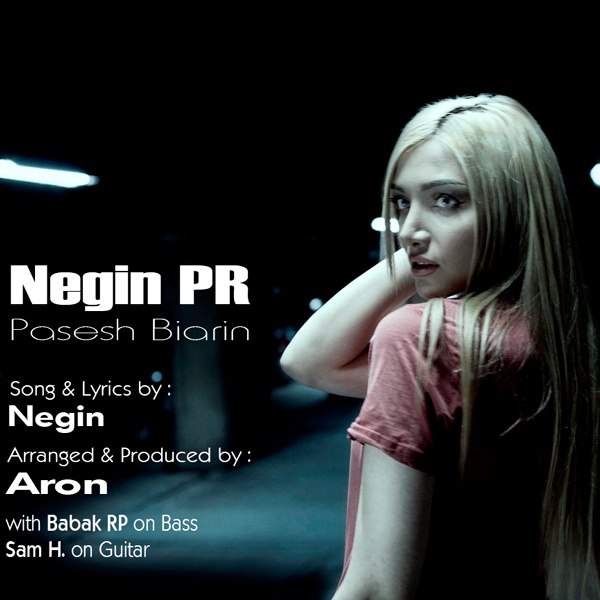 Negin PR
Pasesh Biarin
Song & Lyrics by :
Negin
Arranged & Produced by :
Aron
with Babak RP on Bass
Sam H. on Guitar